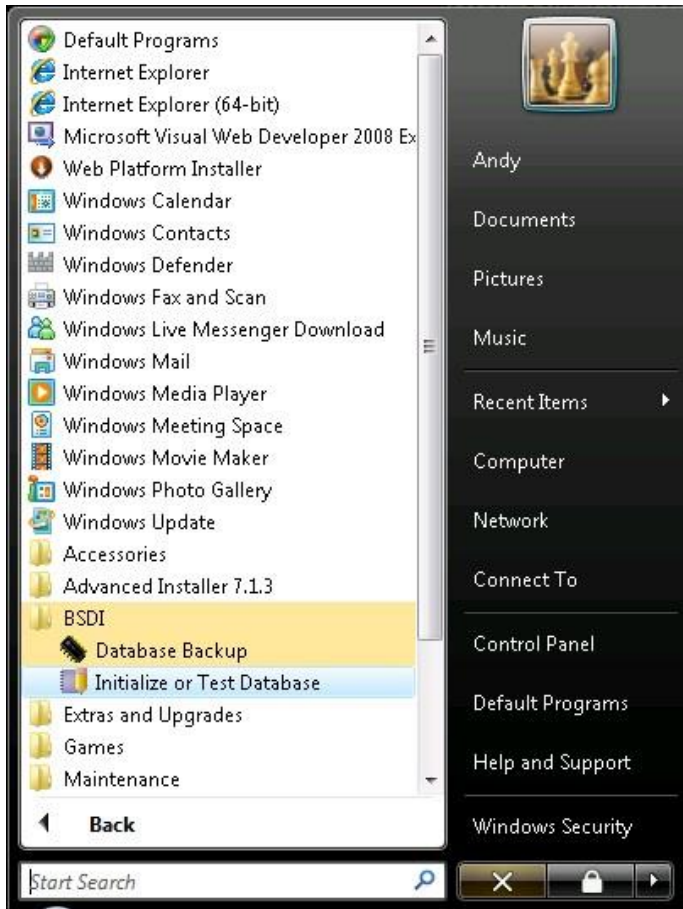 Default Programs
Internet Explorer
Internet Explorer (64-bit)
Microsoft Visual Web Developer 2008 Ex
Web Platform Installer
Windows Calendar
Windows Contacts
Windows Defender
Windows Fax and Scan
Windows Live Messenger Download
Windows Mail
Windows Media Player
Windows Meeting Space
Windows Movie Maker
Windows Photo Gallery
Windows Update
Accessories
Advanced Installer 7.1.3
BSDI
Database Backup
Initialize or Test Database
Extras and Upgrades
Games
Maintenance
Back
Start Search
Andy
Documents
Pictures
Music
Recent Items
Computer
Network
Connect To
Control Panel
Default Programs
Help and Support
Windows Security